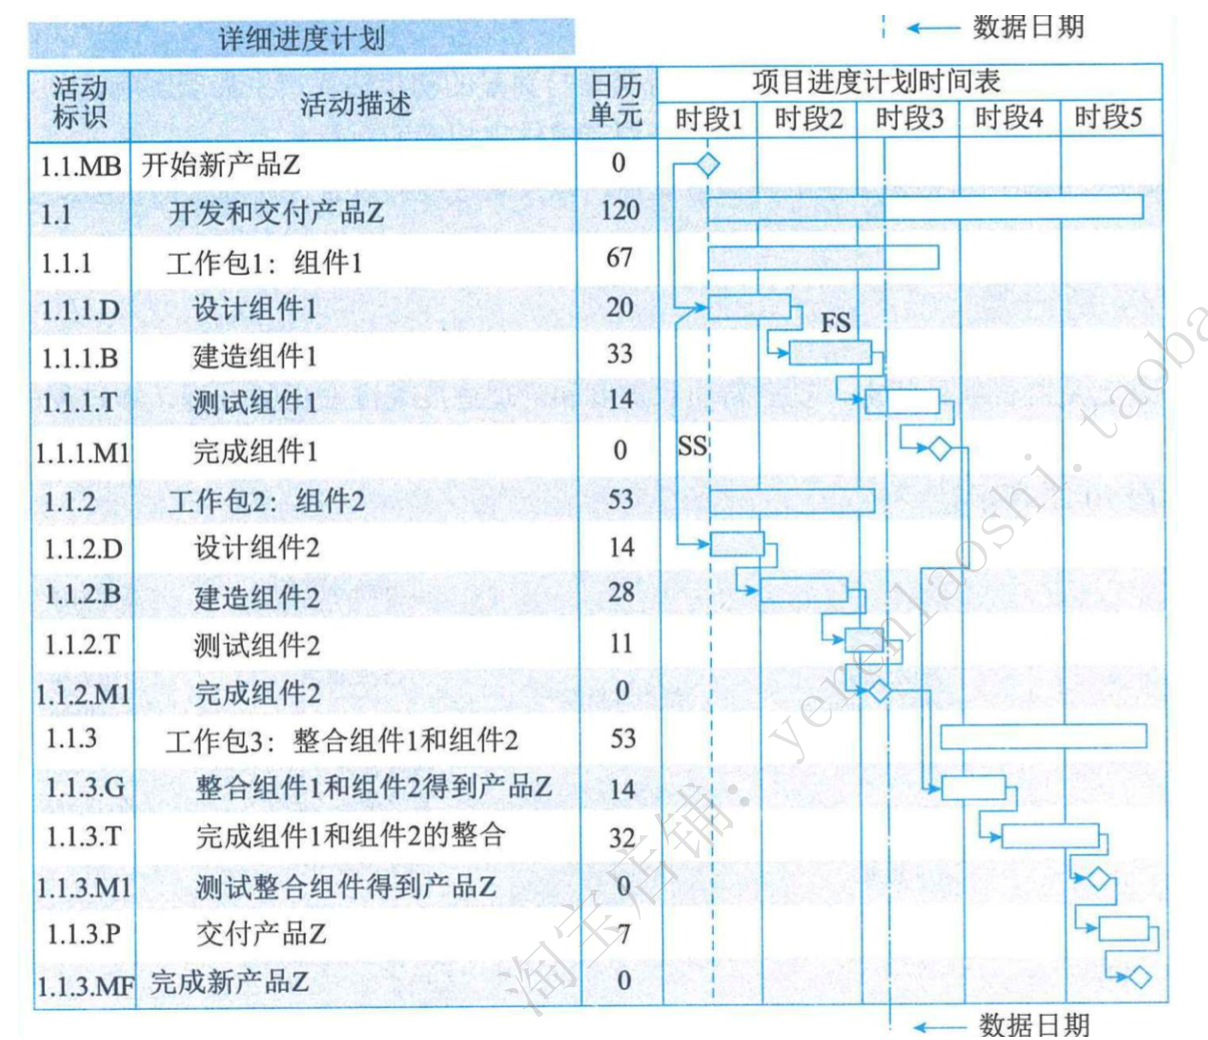 详细进度计划
数据日期
活动标识 活动描述 日历单元 项目进度计划时间表
时段1 时段2 时段3 时段4 时段5
1.1.MB 开始新产品Z 0
1.1 开发和交付产品Z 120
1.1.1 工作包1：组件1 67
1.1.1.D 设计组件1 20
FS
1.1.1.B 建造组件1 33
1.1.1.T 测试组件1 14
1.1.1.M1 完成组件1 0 SS
1.1.2 工作包2：组件2 53
1.1.2.D 设计组件2 14
1.1.2.B 建造组件2 28
1.1.2.T 测试组件2 11
1.1.2.M1 完成组件2 0
1.1.3 工作包3：整合组件1和组件2 53
1.1.3.G 整合组件1和组件2得到产品Z 14
1.1.3.T 完成组件1和组件2的整合 32
1.1.3.M1 测试整合组件得到产品Z 0
1.1.3.P 交付产品Z 7
1.1.3.MF 完成新产品Z 0
数据日期